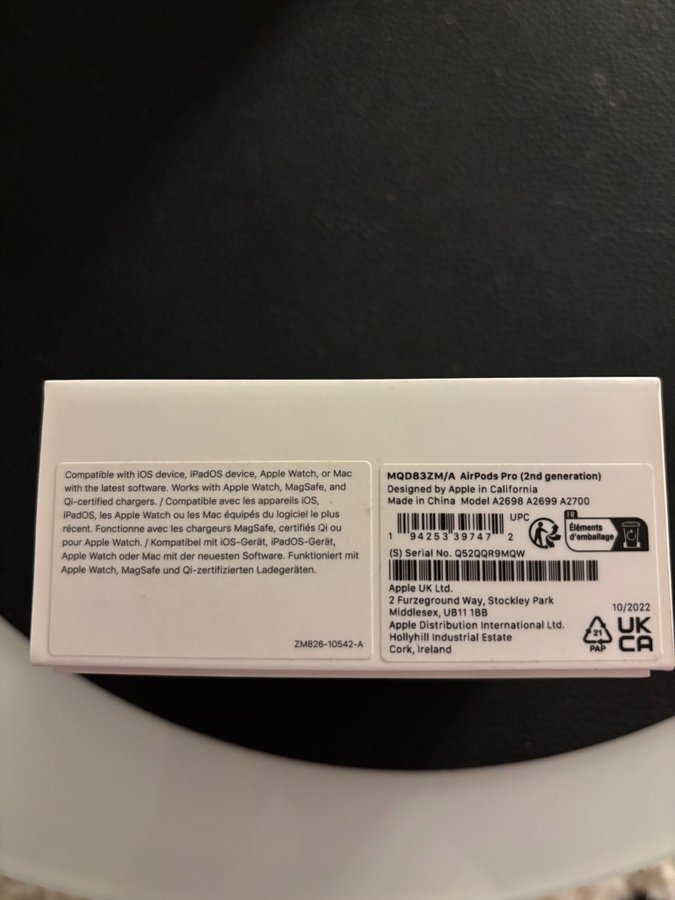 Compatible with iOS device, iPadOS device, Apple Watch, or Mac
with the latest software. Works with Apple Watch, MagSafe, and
Qi-certified chargers. / Compatible avec les appareils iOS,
iPadOS, les Apple Watch ou les Mac équipés du logiciel le plus
récent. Fonctionne avec les chargeurs MagSafe, certifiés Qi ou
pour Apple Watch. / Kompatibel mit iOS-Gerät, iPadOS-Gerät,
Apple Watch oder Mac mit der neuesten Software. Funktioniert mit
Apple Watch, MagSafe und Qi-zertifizierten Ladegeräten.
ZM826-10542-A
MQD83ZM/A AirPods Pro (2nd generation)
Designed by Apple in California
Made in China Model A2698 A2699 A2700
UPC
1 94253 39747 2
FR
Éléments
d'emballage
(S) Serial No. Q52QQR9MQW
Apple UK Ltd.
2 Furzeground Way, Stockley Park
Middlesex, UB11 1BB
Apple Distribution International Ltd.
Hollyhill Industrial Estate
Cork, Ireland
10/2022
21
PAP
UK
CA